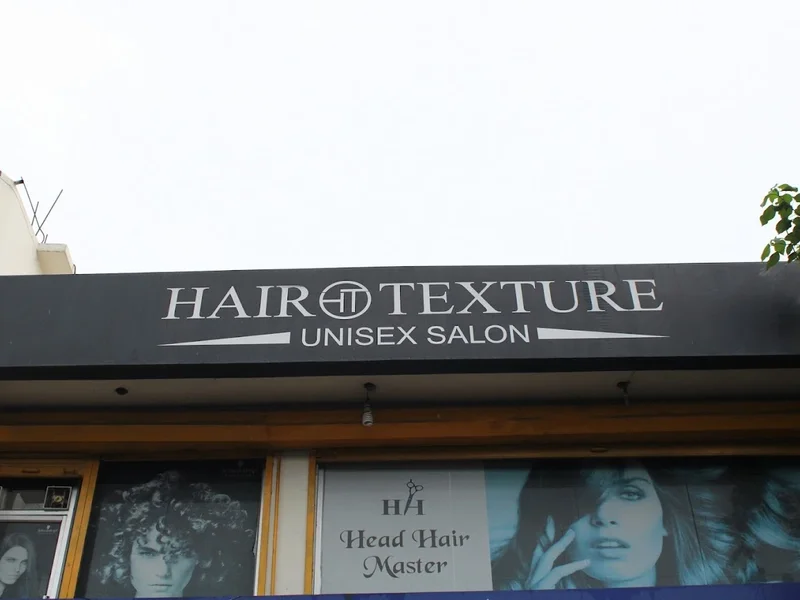 HAIR HT TEXTURE
UNISEX SALON
HH
Head Hair
Master